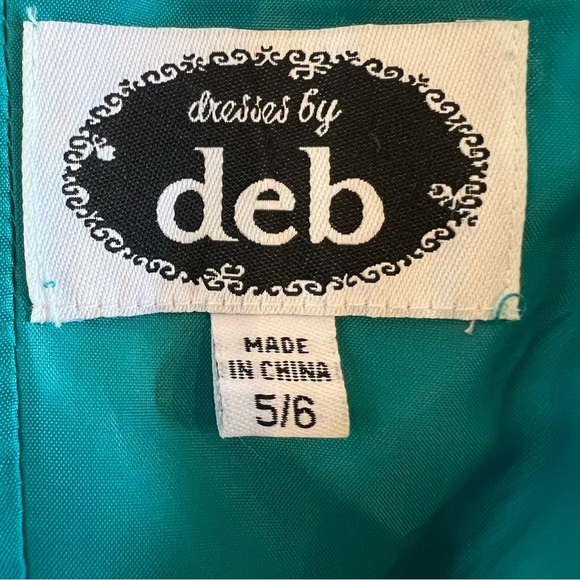 dresses by
deb
MADE
IN CHINA
5/6